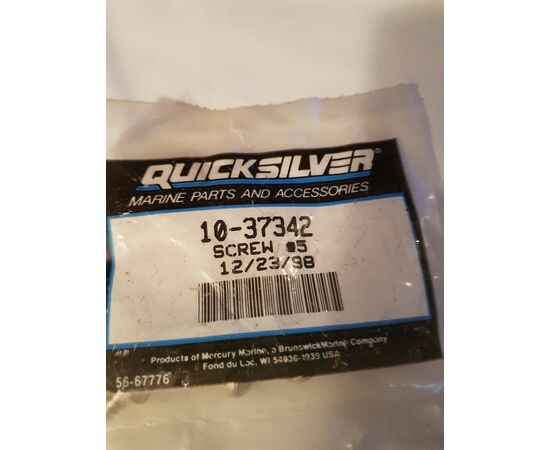 QUICKSILVER®
MARINE PARTS AND ACCESSORIES
10-37342
SCREW @5
12/23/98
Products of Mercury Marine, a Brunswick Marine Company
Fond du Lac, WI 54936-1939 USA
56-67776